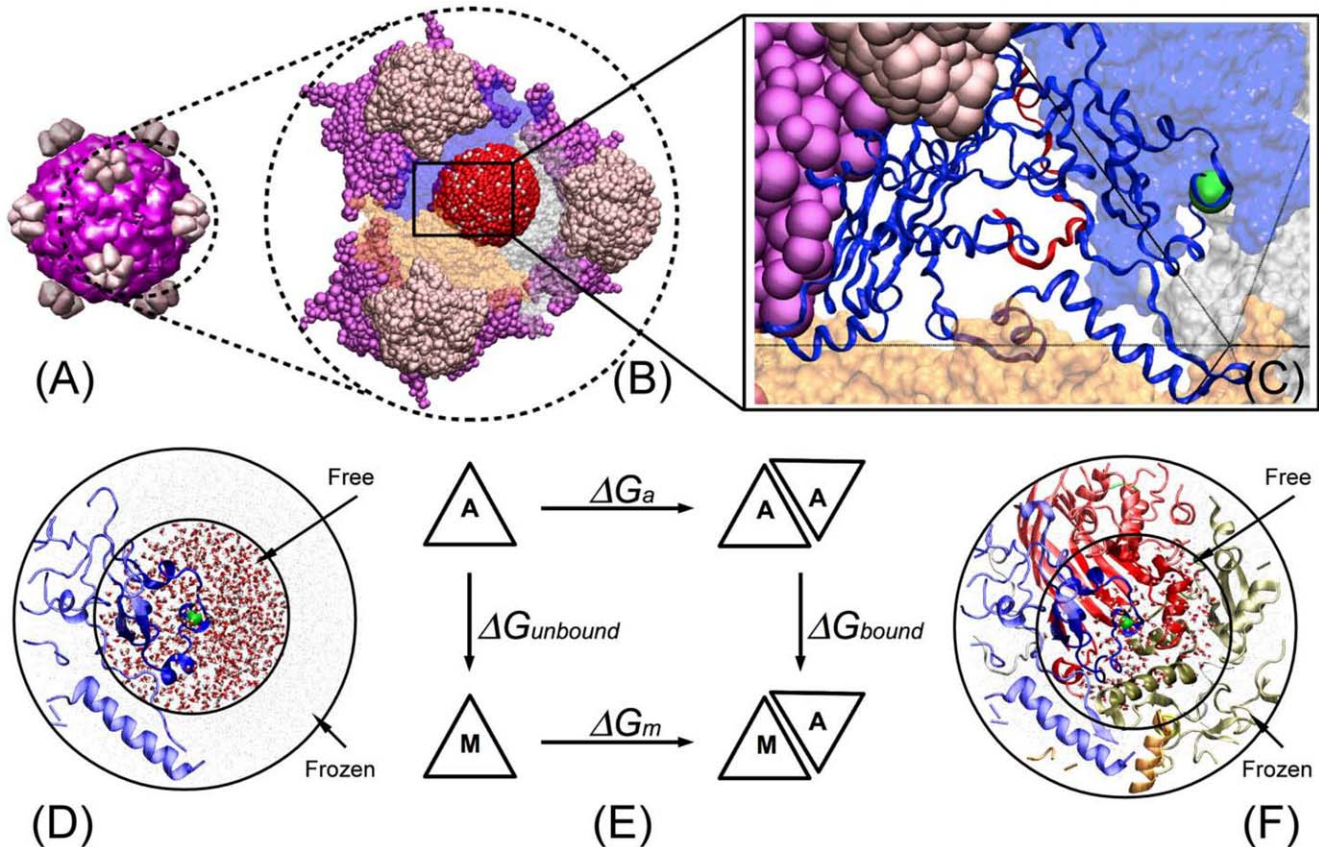 (A)
(B)
(C)
Free
Frozen
(D)
A
ΔGa
A
A
ΔGunbound
ΔGbound
M
ΔGm
M
A
(E)
Free
Frozen
(F)